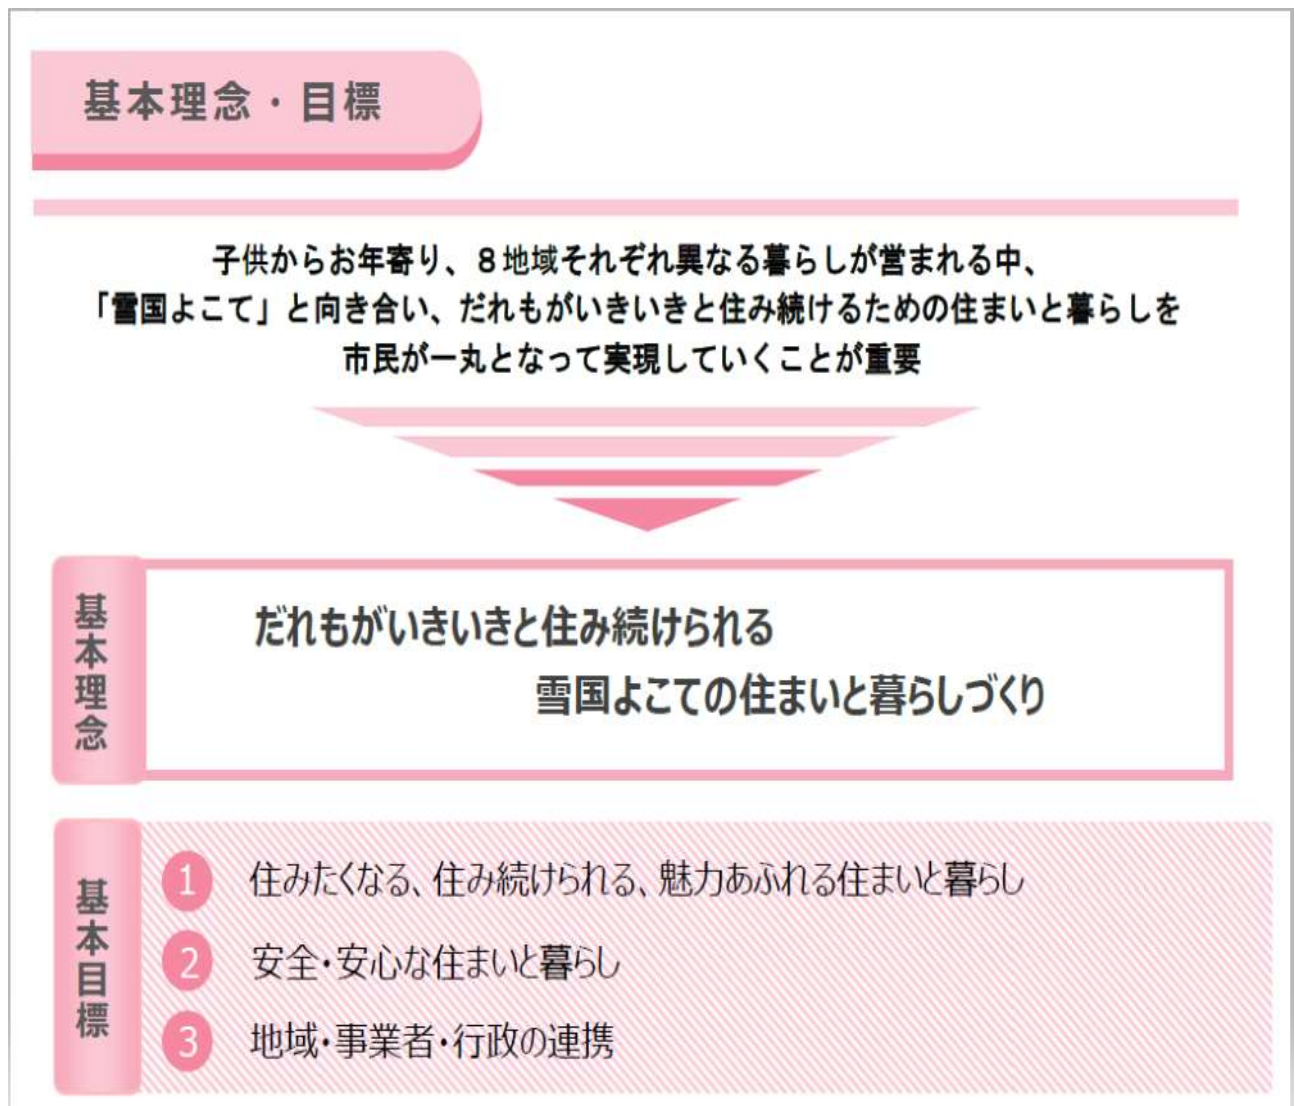 基本理念・目標
子供からお年寄り、８地域それぞれ異なる暮らしが営まれる中、
「雪国よこて」と向き合い、だれもがいきいきと住み続けるための住まいと暮らしを
市民が一丸となって実現していくことが重要
基本理念
だれもがいきいきと住み続けられる
雪国よこての住まいと暮らしづくり
基本目標
1 住みたくなる、住み続けられる、魅力あふれる住まいと暮らし
2 安全・安心な住まいと暮らし
3 地域・事業者・行政の連携